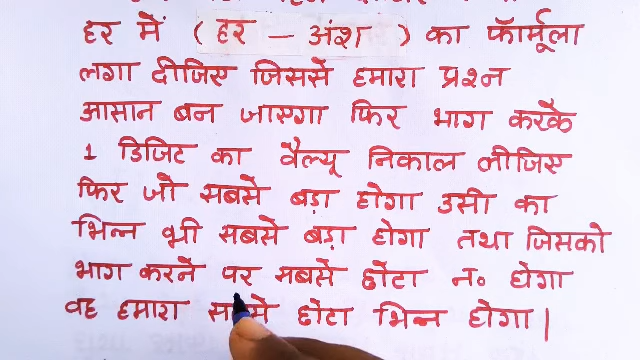 हर में ( हर — अंश ) का फॅार्मूला
लगा दीजिए जिससे हमारा प्रश्न
आसान बन जाएगा फिर भाग करके
1 डिजिट का वैल्यू निकाल लीजिए
फिर जो सबसे बड़ा होगा उसी का
भिन्न भी सबसे बड़ा होगा तथा जिसको
भाग करने पर सबसे छोटा न॰ होगा
वह हमारा सबसे छोटा भिन्न होगा|